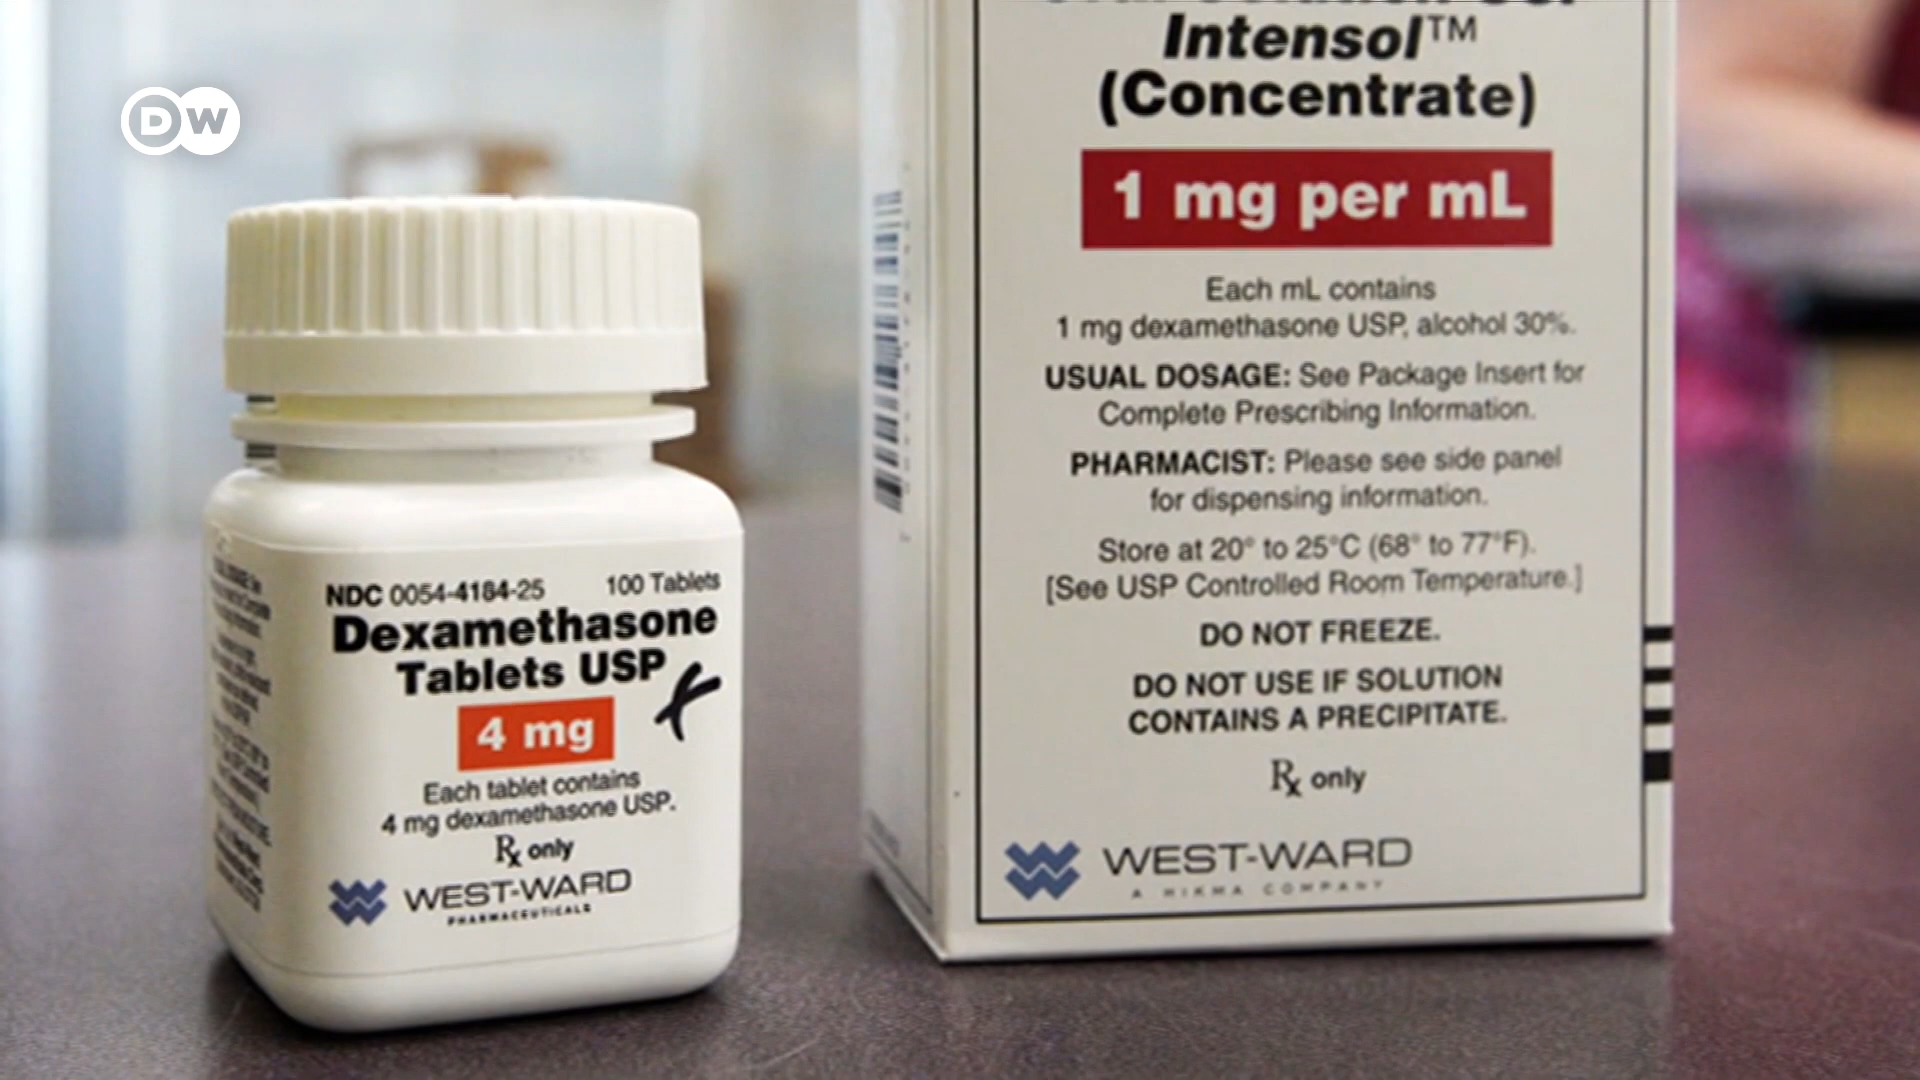 DW
NDC 0054-4184-25 100 Tablets
Dexamethasone
Tablets USP
4 mg
Each tablet contains
4 mg dexamethasone USP.
Rx only
WEST-WARD
PHARMACEUTICALS
Intensol™
(Concentrate)
1 mg per mL
Each mL contains
1 mg dexamethasone USP, alcohol 30%.
USUAL DOSAGE: See Package Insert for
Complete Prescribing Information.
PHARMACIST: Please see side panel
for dispensing information.
Store at 20° to 25°C (68° to 77°F).
[See USP Controlled Room Temperature.]
DO NOT FREEZE.
DO NOT USE IF SOLUTION
CONTAINS A PRECIPITATE.
Rx only
WEST-WARD
A HIKMA COMPANY